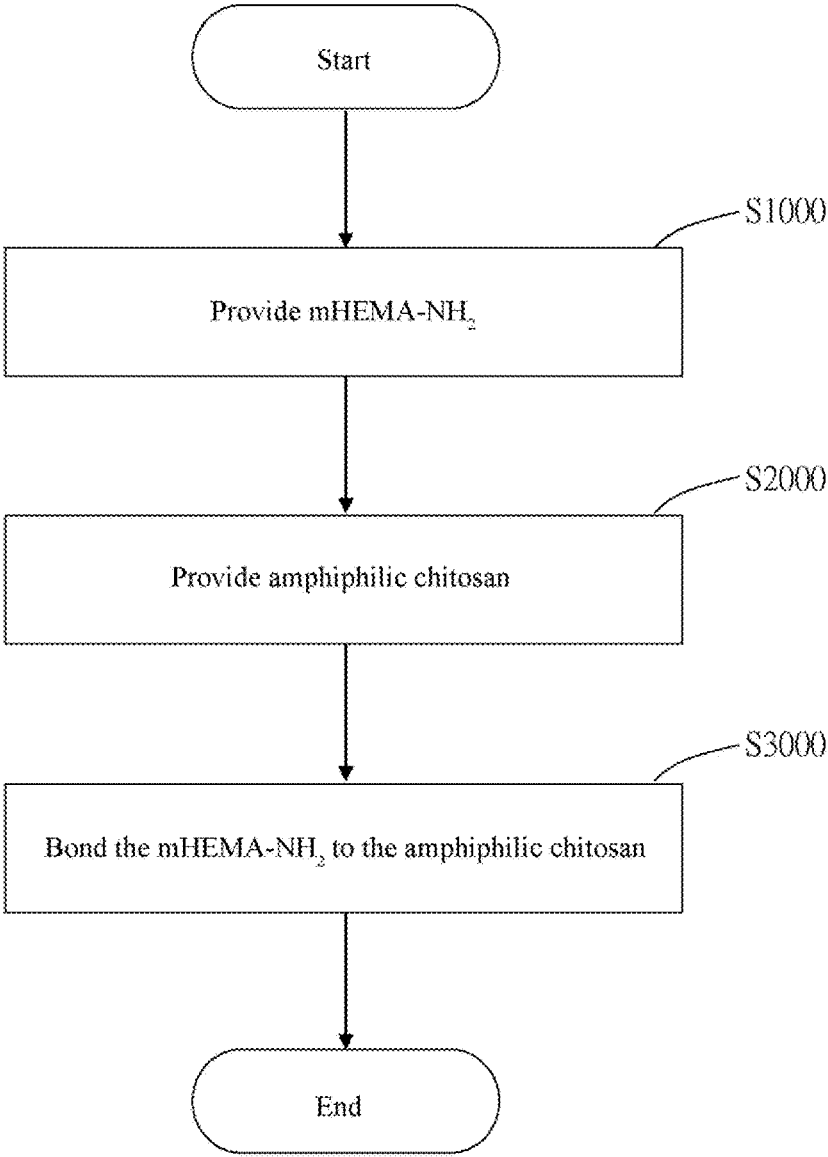 Start
S1000
Provide mHEMA-NH₂
S2000
Provide amphiphilic chitosan
S3000
Bond the mHEMA-NH₂ to the amphiphilic chitosan
End